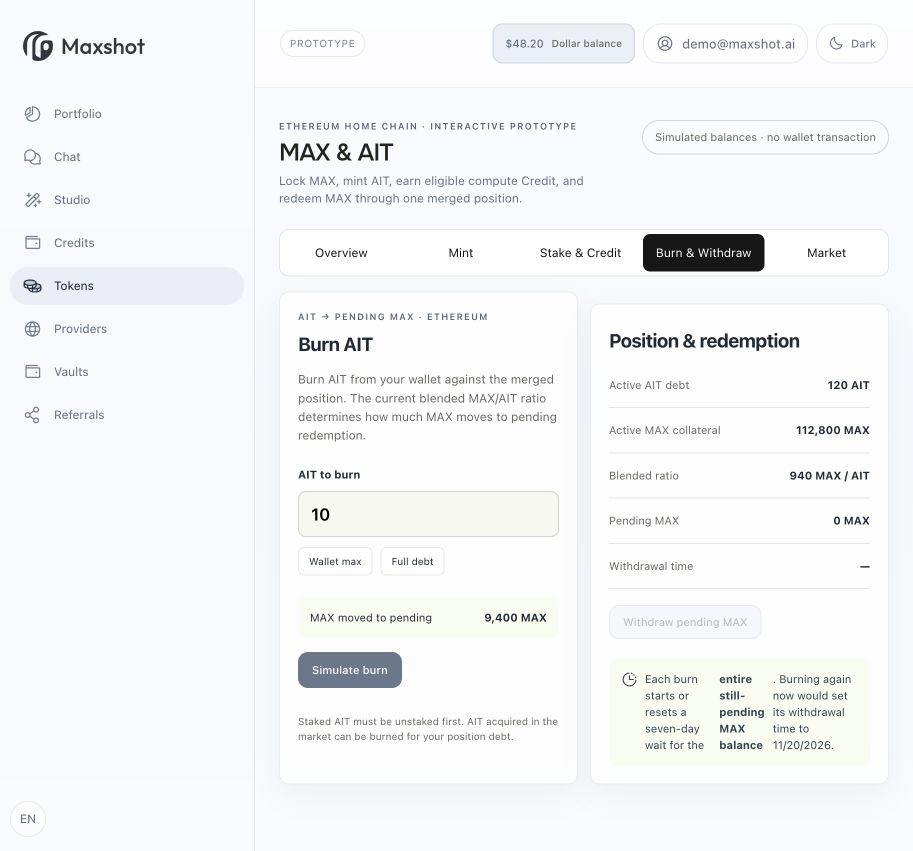 Maxshot
Portfolio
Chat
Studio
Credits
Tokens
Providers
Vaults
Referrals
EN
PROTOTYPE
$48.20 Dollar balance
demo@maxshot.ai
Dark
ETHEREUM HOME CHAIN · INTERACTIVE PROTOTYPE
MAX & AIT
Lock MAX, mint AIT, earn eligible compute Credit, and
redeem MAX through one merged position.
Simulated balances · no wallet transaction
Overview
Mint
Stake & Credit
Burn & Withdraw
Market
AIT → PENDING MAX · ETHEREUM
Burn AIT
Burn AIT from your wallet against the merged
position. The current blended MAX/AIT ratio
determines how much MAX moves to pending
redemption.
AIT to burn
10
Wallet max
Full debt
MAX moved to pending 9,400 MAX
Simulate burn
Staked AIT must be unstaked first. AIT acquired in the
market can be burned for your position debt.
Position & redemption
Active AIT debt 120 AIT
Active MAX collateral 112,800 MAX
Blended ratio 940 MAX / AIT
Pending MAX 0 MAX
Withdrawal time —
Withdraw pending MAX
Each burn
starts or
resets a
seven-day
wait for the
entire
still-
pending
MAX
balance
. Burning again
now would set
its withdrawal
time to
11/20/2026.